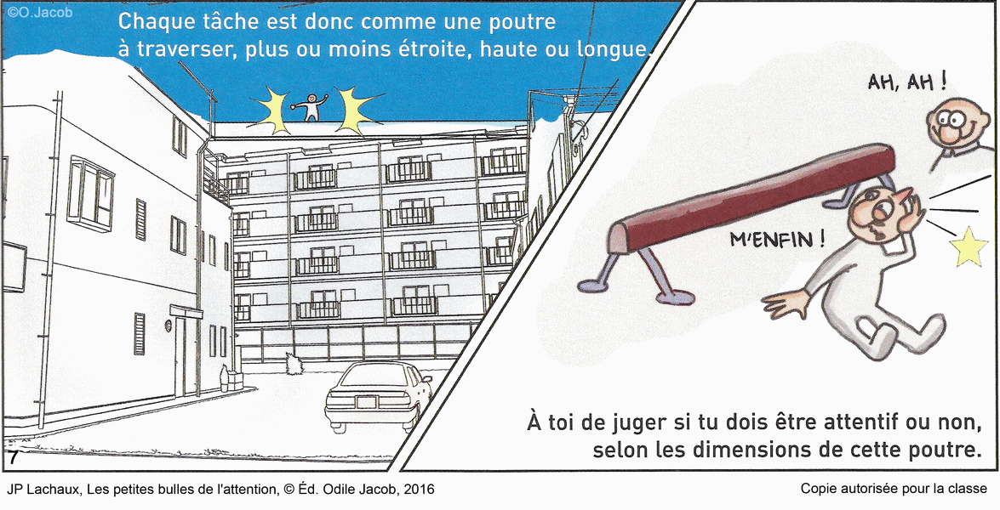 ©O.Jacob
Chaque tâche est donc comme une poutre
à traverser, plus ou moins étroite, haute ou longue.
AH, AH !
M'ENFIN !
À toi de juger si tu dois être attentif ou non,
selon les dimensions de cette poutre.
7
JP Lachaux, Les petites bulles de l'attention, © Éd. Odile Jacob, 2016
Copie autorisée pour la classe